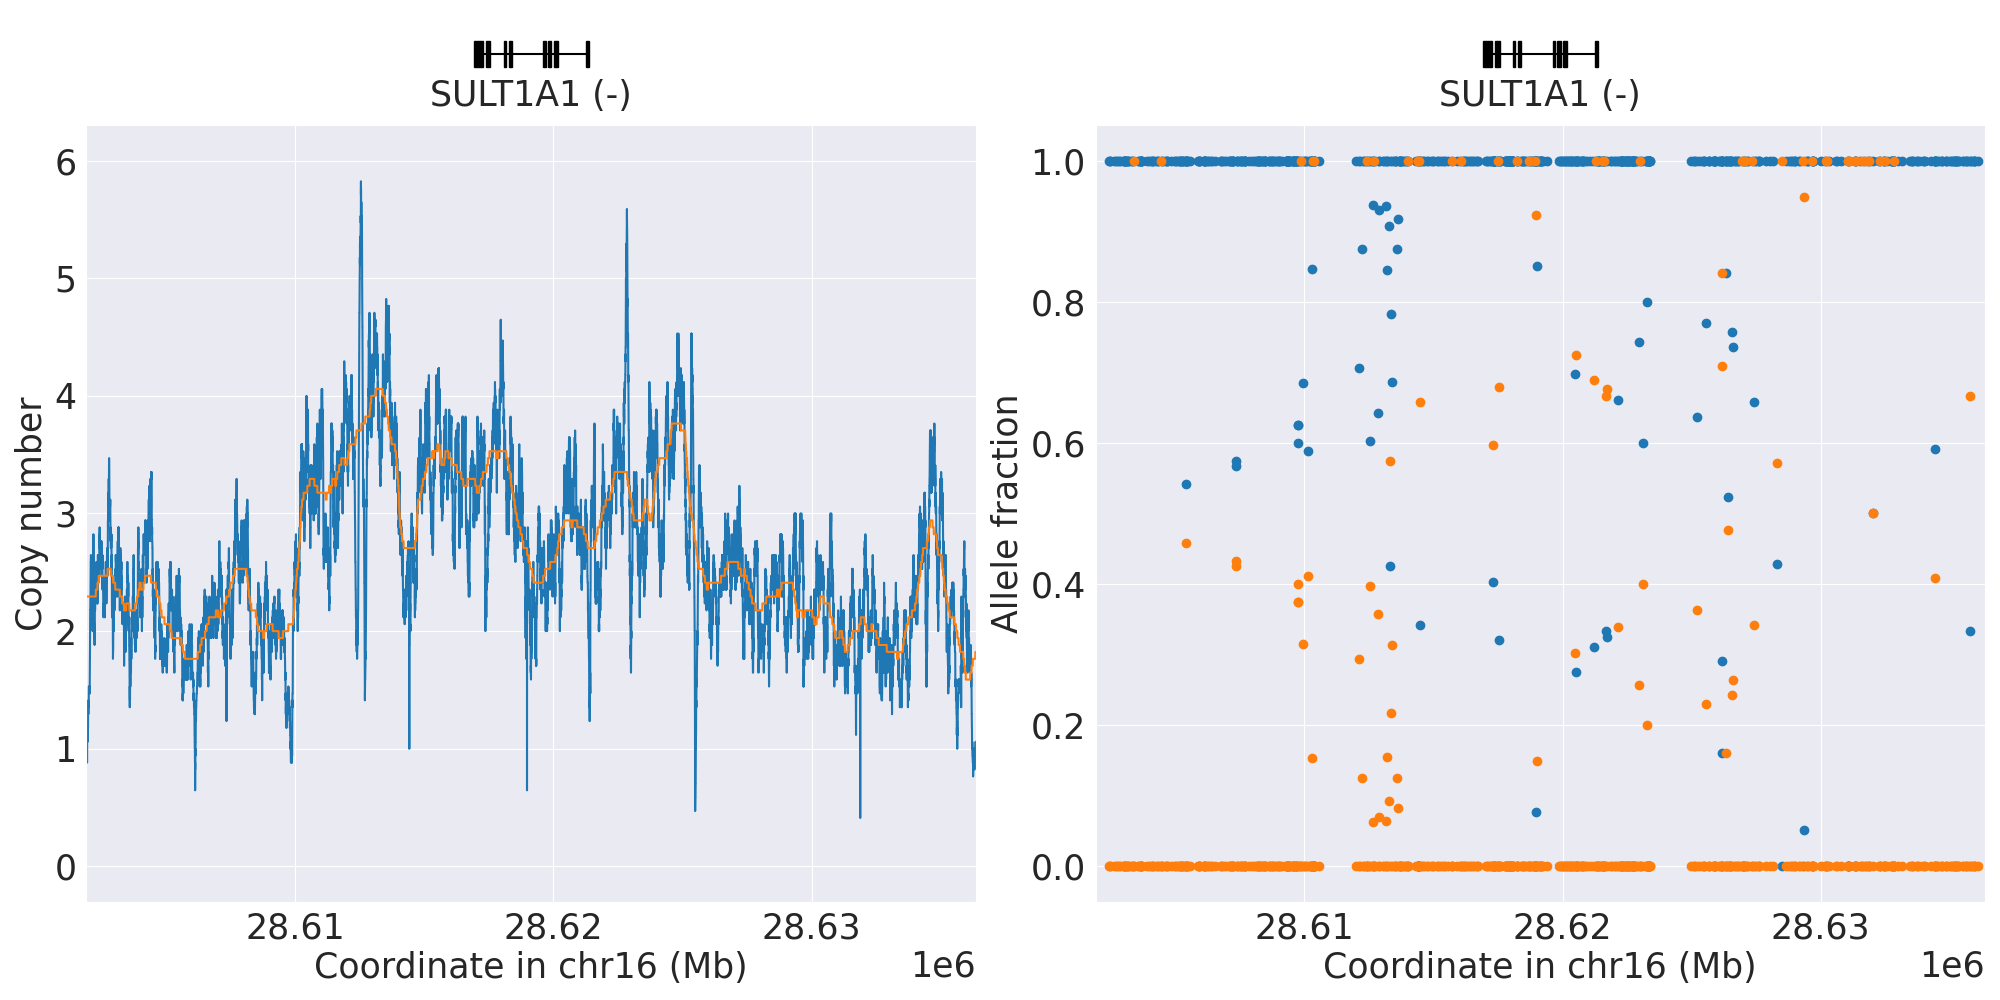 SULT1A1 (-)
6
5
4
3
2
1
0
Copy number
28.61
28.62
28.63
Coordinate in chr16 (Mb)
1e6
SULT1A1 (-)
1.0
0.8
0.6
0.4
0.2
0.0
Allele fraction
28.61
28.62
28.63
Coordinate in chr16 (Mb)
1e6